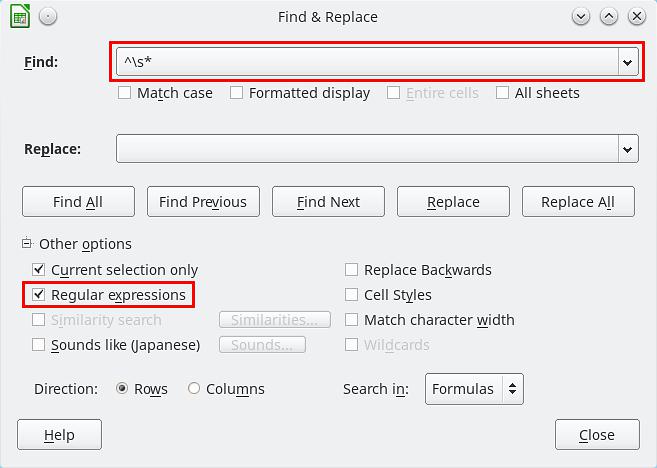 Find & Replace
Find:
^\s*
Match case Formatted display Entire cells All sheets
Replace:
Find All Find Previous Find Next Replace Replace All
Other options
Current selection only Replace Backwards
Regular expressions Cell Styles
Similarity search Similarities... Match character width
Sounds like (Japanese) Sounds... Wildcards
Direction: Rows Columns Search in: Formulas
Help Close